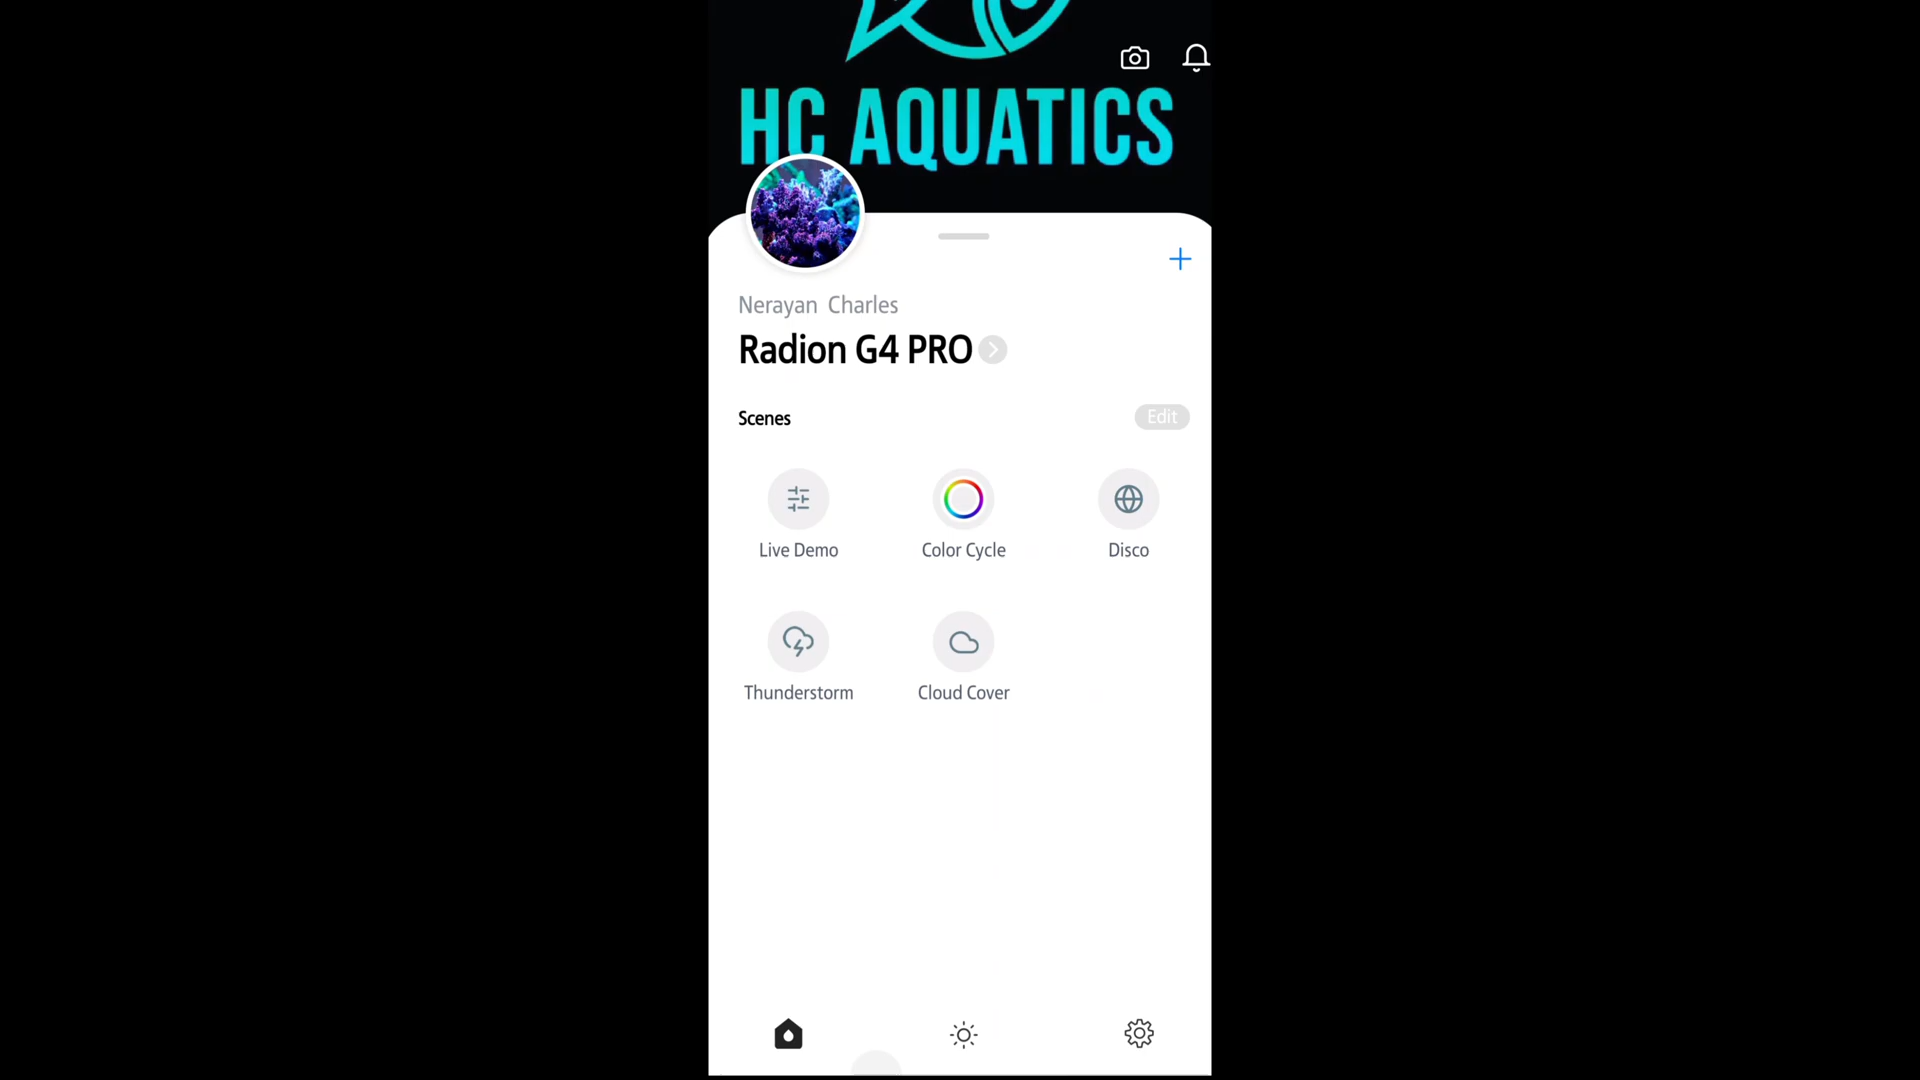 HC AQUATICS
Nerayan Charles
Radion G4 PRO
Scenes
Edit
Live Demo
Color Cycle
Disco
Thunderstorm
Cloud Cover